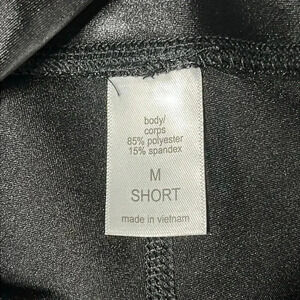 body/
corps
85% polyester
15% spandex
M
SHORT
made in vietnam